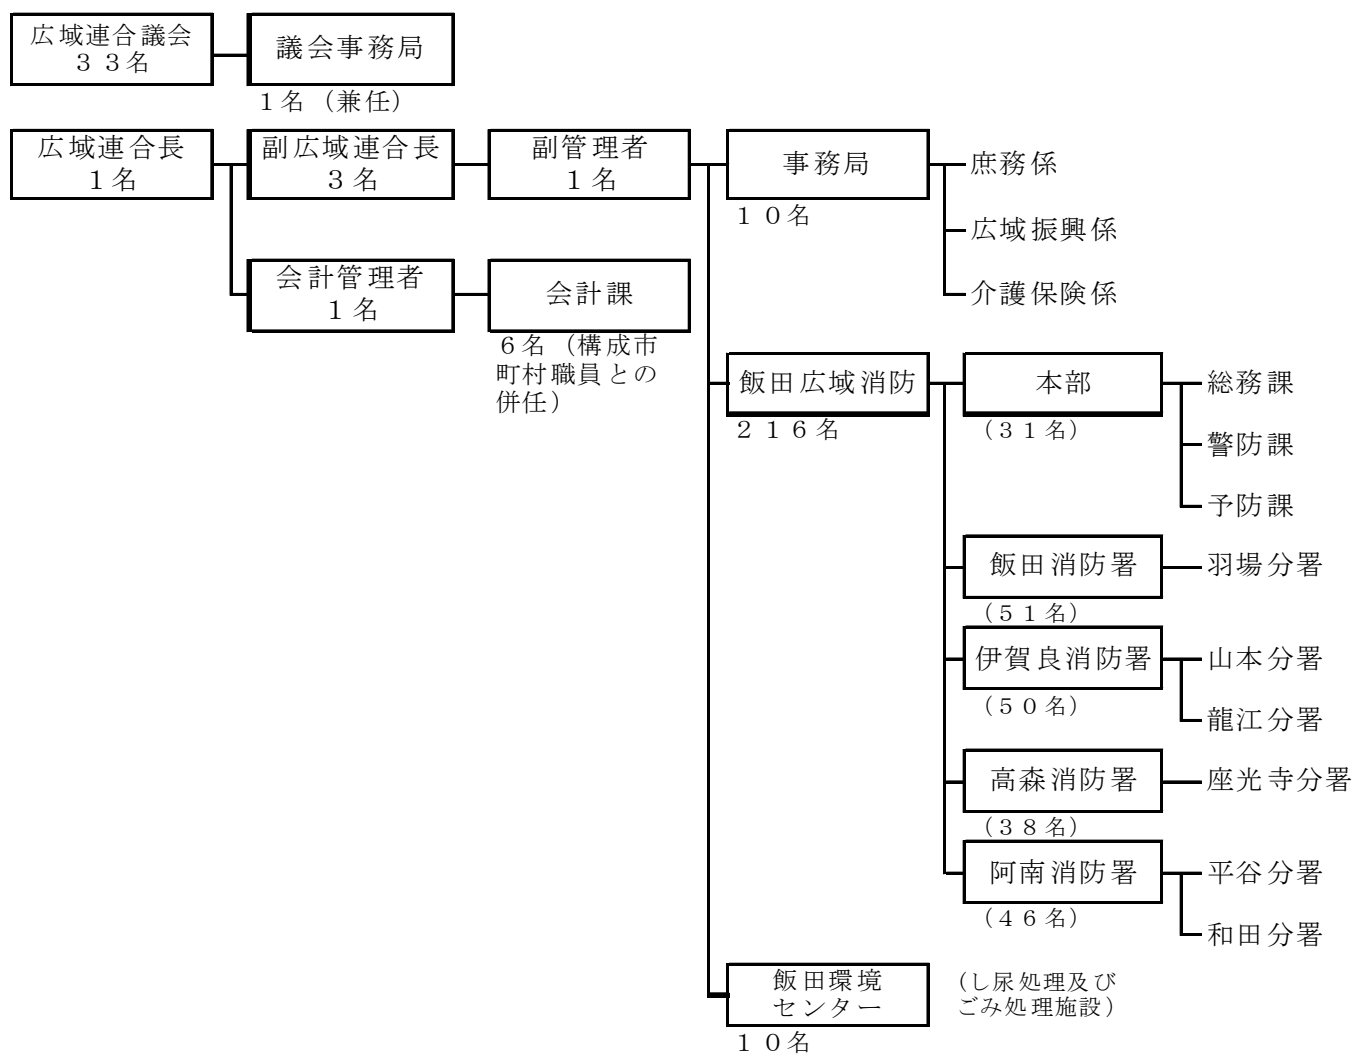 広域連合議会
３３名
議会事務局
１名（兼任）
広域連合長
１名
副広域連合長
３名
副管理者
１名
事務局
１０名
庶務係
広域振興係
介護保険係
会計管理者
１名
会計課
６名（構成市
町村職員との
併任）
飯田広域消防
２１６名
本部
（３１名）
総務課
警防課
予防課
飯田消防署
（５１名）
羽場分署
伊賀良消防署
（５０名）
山本分署
龍江分署
高森消防署
（３８名）
座光寺分署
阿南消防署
（４６名）
平谷分署
和田分署
飯田環境
センター
１０名
（し尿処理及び
ごみ処理施設）